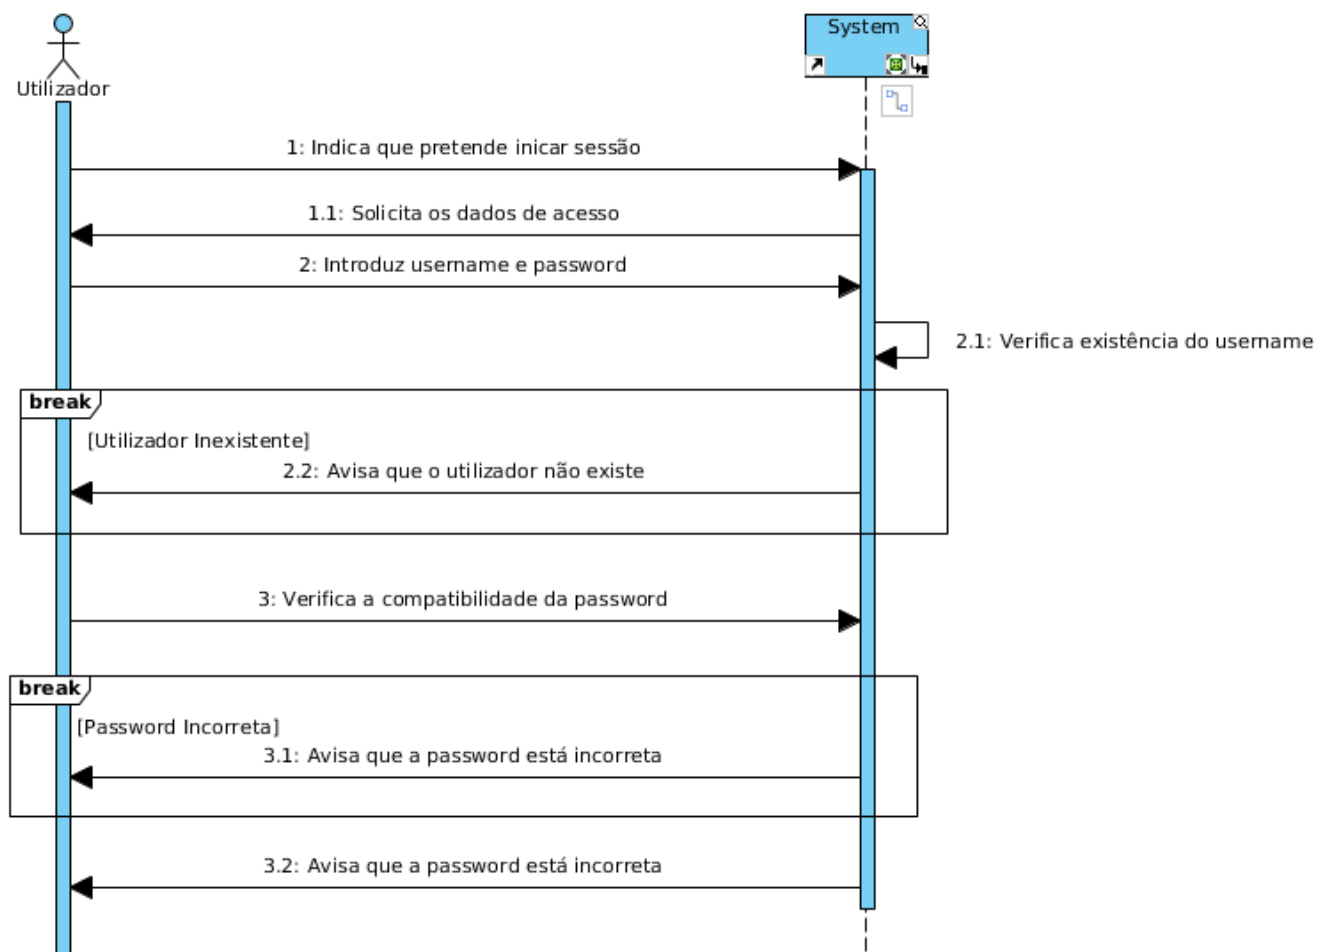 System
Utilizador
1: Indica que pretende inicar sessão
1.1: Solicita os dados de acesso
2: Introduz username e password
2.1: Verifica existência do username
break
[Utilizador Inexistente]
2.2: Avisa que o utilizador não existe
3: Verifica a compatibilidade da password
break
[Password Incorreta]
3.1: Avisa que a password está incorreta
3.2: Avisa que a password está incorreta